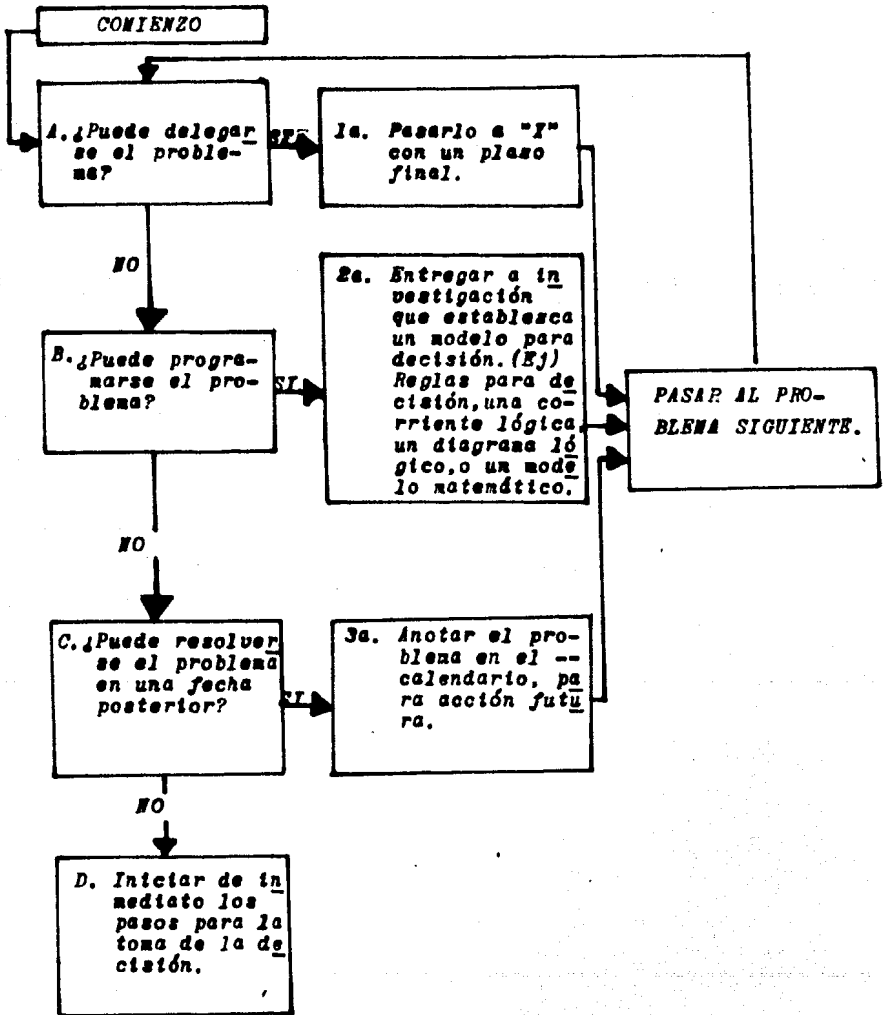 COMIENZO
A. ¿Puede delegar
se el proble-
ma?
SI
1a. Pasarlo a "X"
con un plazo
final.
NO
B. ¿Puede progra-
marse el pro-
blema?
SI
2a. Entregar a in
vestigación
que establezca
un modelo para
decisión. (Ej)
Reglas para de
cisión, una co-
rriente lógica
un diagrama ló
gico, o un mode
lo matemático.
PASAR AL PRO-
BLEMA SIGUIENTE.
NO
C. ¿Puede resolver
se el problema
en una fecha
posterior?
SI
3a. Anotar el pro-
blema en el --
calendario, pa
ra acción futu
ra.
NO
D. Iniciar de in
mediato los
pasos para la
toma de la de
cisión.